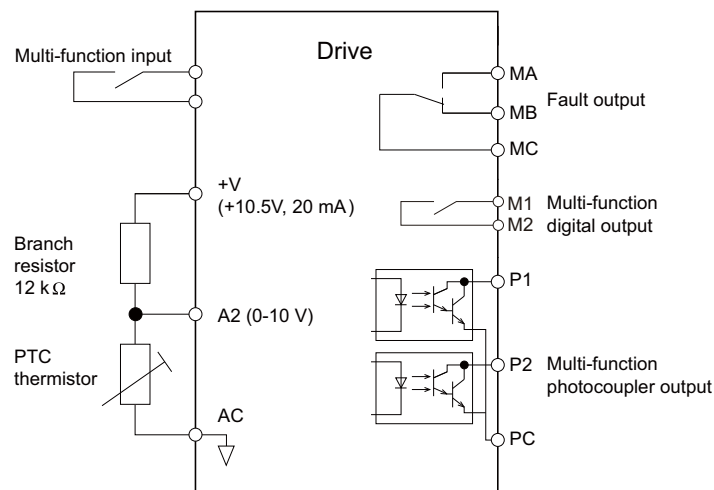 Drive
Multi-function input
MA
MB
Fault output
MC
+V
(+10.5V, 20 mA)
M1
M2
Multi-function
digital output
Branch
resistor
12 kΩ
P1
A2 (0-10 V)
PTC
thermistor
P2
Multi-function
photocoupler output
AC
PC